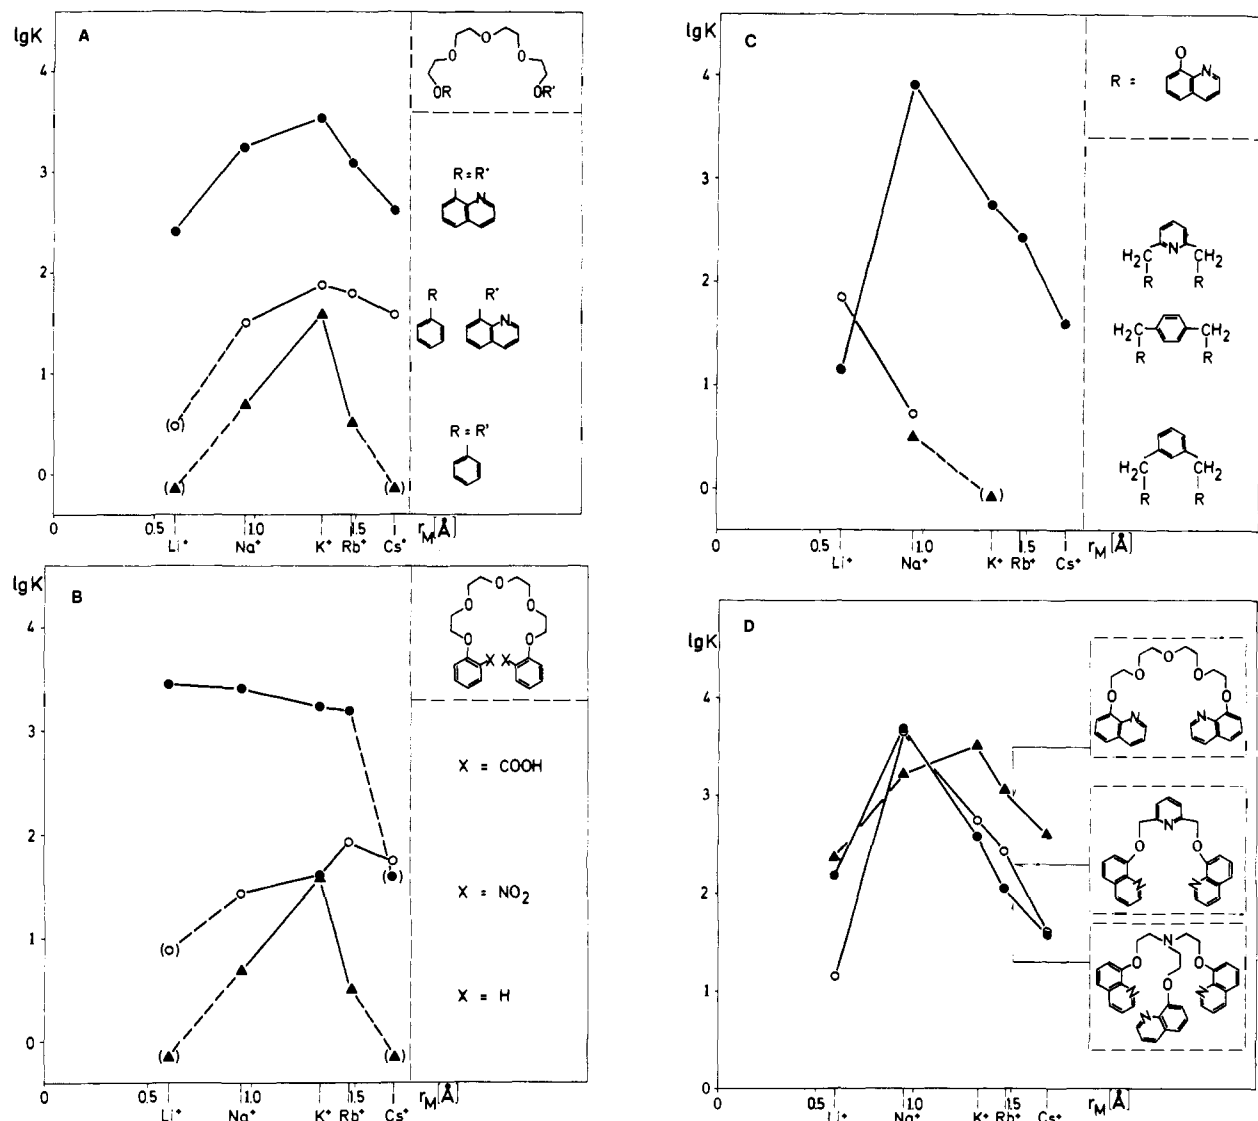 lgK
A
4
3
2
1
0
0
0.5
1.0
1.5
r_M[Å]
Li⁺
Na⁺
K⁺
Rb⁺
Cs⁺
O
O
O
OR
OR'
R = R'
N
R
R'
N
R = R'
lgK
B
4
3
2
1
0
0
0.5
1.0
1.5
r_M[Å]
Li⁺
Na⁺
K⁺
Rb⁺
Cs⁺
O
O
O
O
O
X
X
X = COOH
X = NO₂
X = H
lgK
C
4
3
2
1
0
0
0.5
1.0
1.5
r_M[Å]
Li⁺
Na⁺
K⁺
Rb⁺
Cs⁺
R =
O
N
H₂C
N
CH₂
R
R
H₂C
CH₂
R
R
H₂C
CH₂
R
R
lgK
D
4
3
2
1
0
0
0.5
1.0
1.5
r_M[Å]
Li⁺
Na⁺
K⁺
Rb⁺
Cs⁺
O
O
O
O
O
N
N
N
O
O
N
N
N
O
O
O
N
N
N